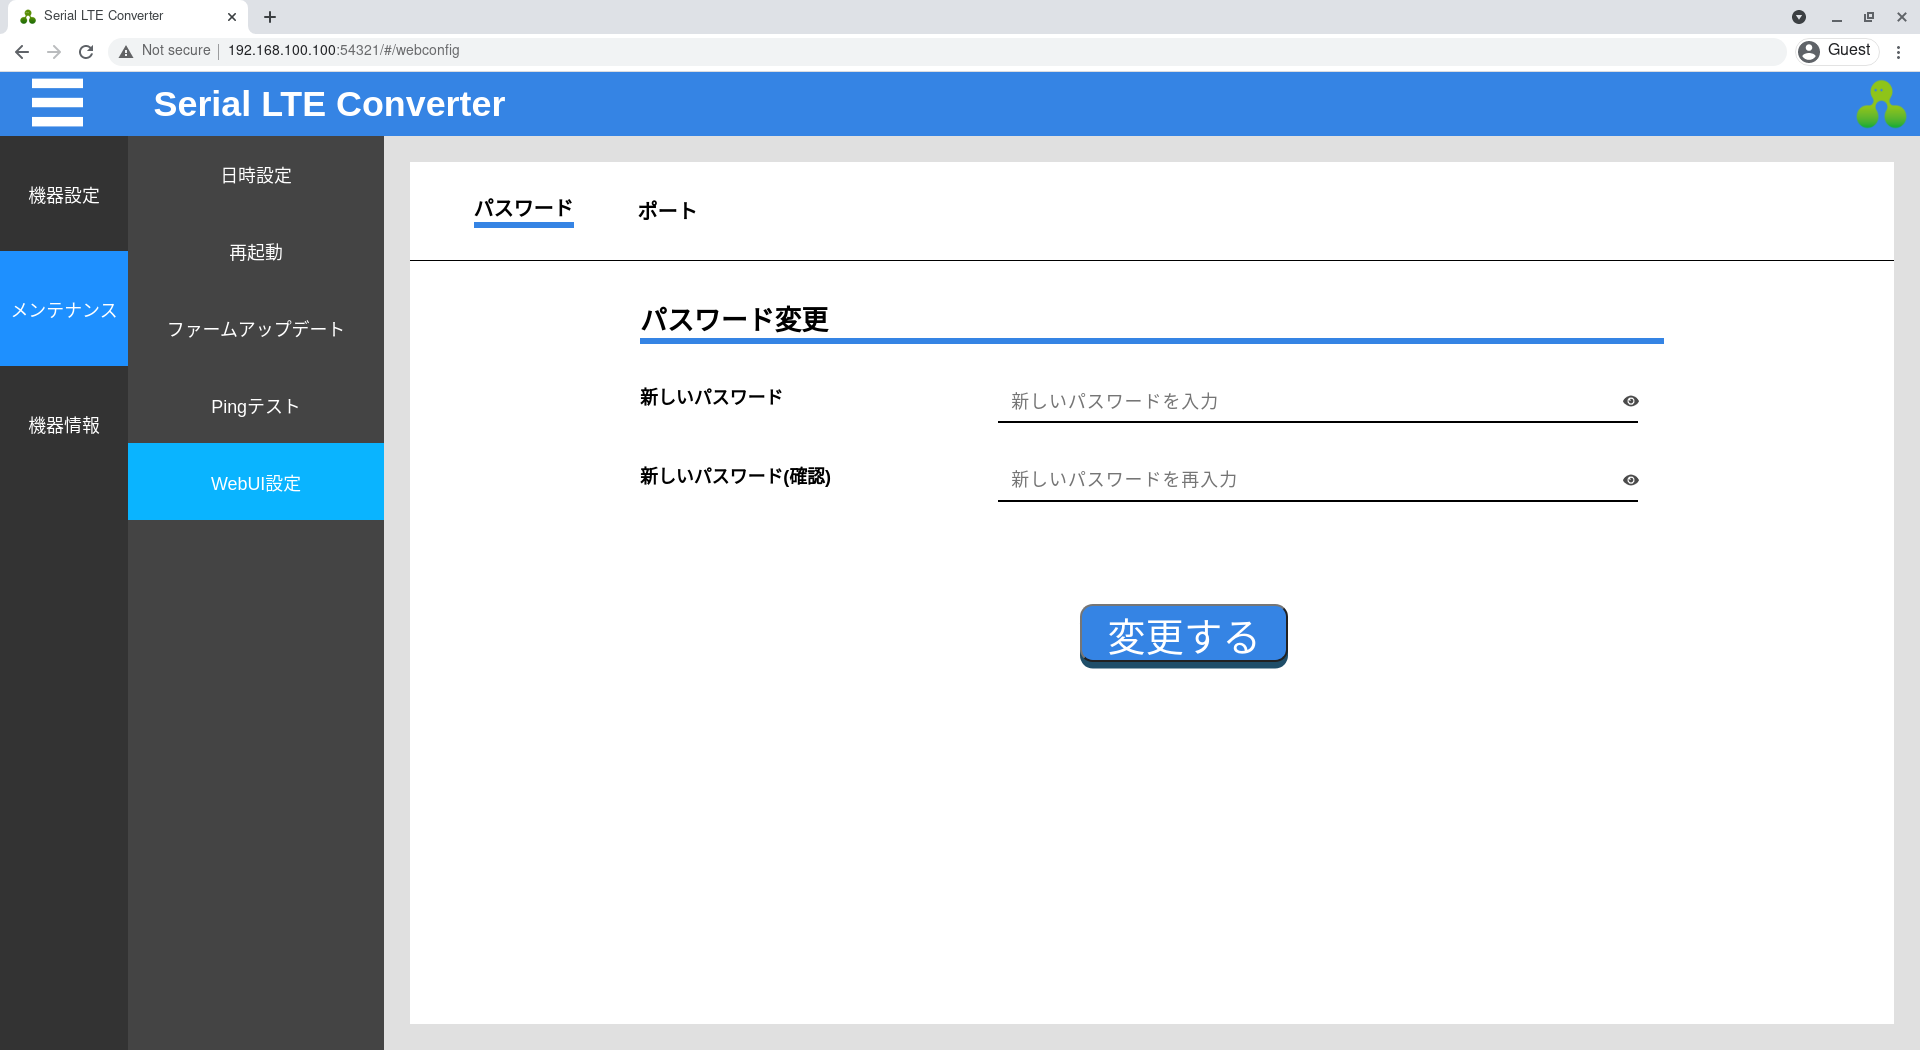 Serial LTE Converter
Not secure
192.168.100.100:54321/#/webconfig
Guest
Serial LTE Converter
機器設定
メンテナンス
機器情報
日時設定
再起動
ファームアップデート
Pingテスト
WebUI設定
パスワード
ポート
パスワード変更
新しいパスワード
新しいパスワードを入力
新しいパスワード(確認)
新しいパスワードを再入力
変更する